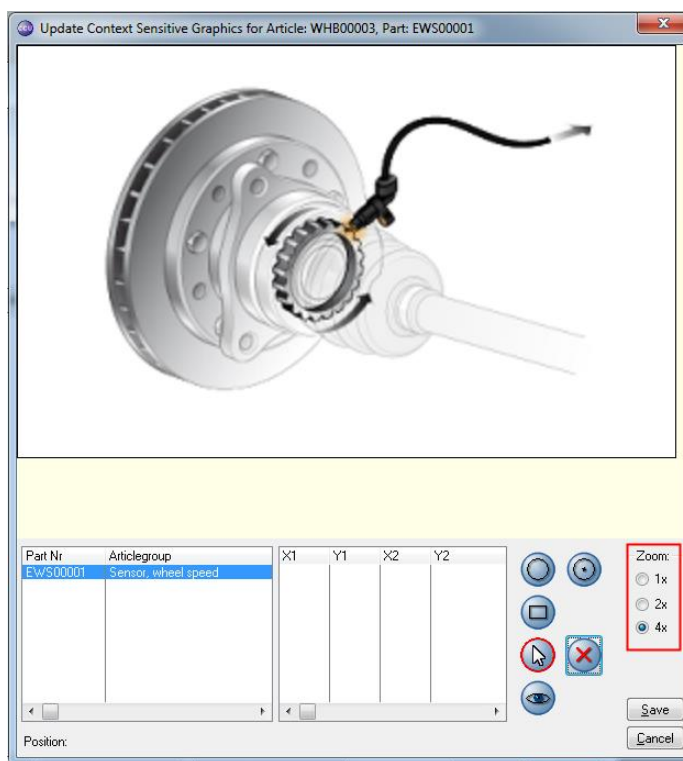 Update Context Sensitive Graphics for Article: WHB00003, Part: EWS00001
Part Nr Articlegroup
EWS00001 Sensor, wheel speed
X1 Y1 X2 Y2
Zoom:
1x
2x
4x
Save
Cancel
Position: